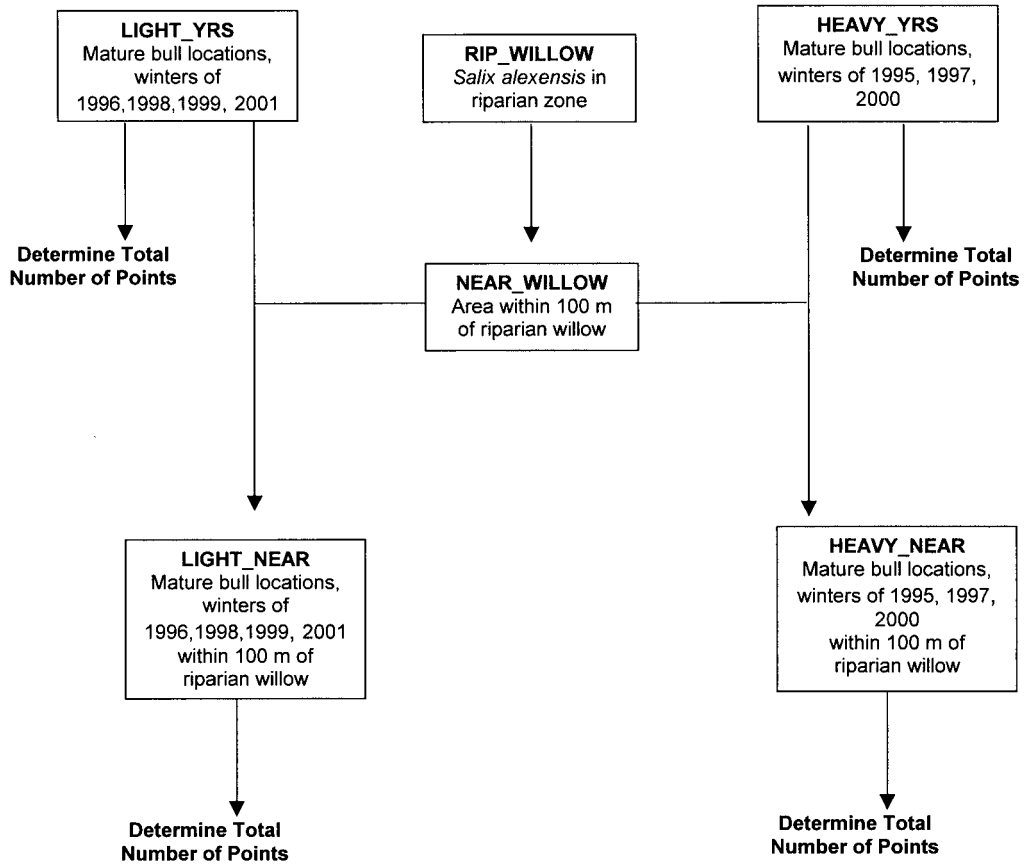 LIGHT_YRS
Mature bull locations,
winters of
1996,1998,1999, 2001
RIP_WILLOW
Salix alexensis in
riparian zone
HEAVY_YRS
Mature bull locations,
winters of 1995, 1997,
2000
Determine Total
Number of Points
NEAR_WILLOW
Area within 100 m
of riparian willow
Determine Total
Number of Points
LIGHT_NEAR
Mature bull locations,
winters of
1996,1998,1999, 2001
within 100 m of
riparian willow
HEAVY_NEAR
Mature bull locations,
winters of 1995, 1997,
2000
within 100 m of
riparian willow
Determine Total
Number of Points
Determine Total
Number of Points